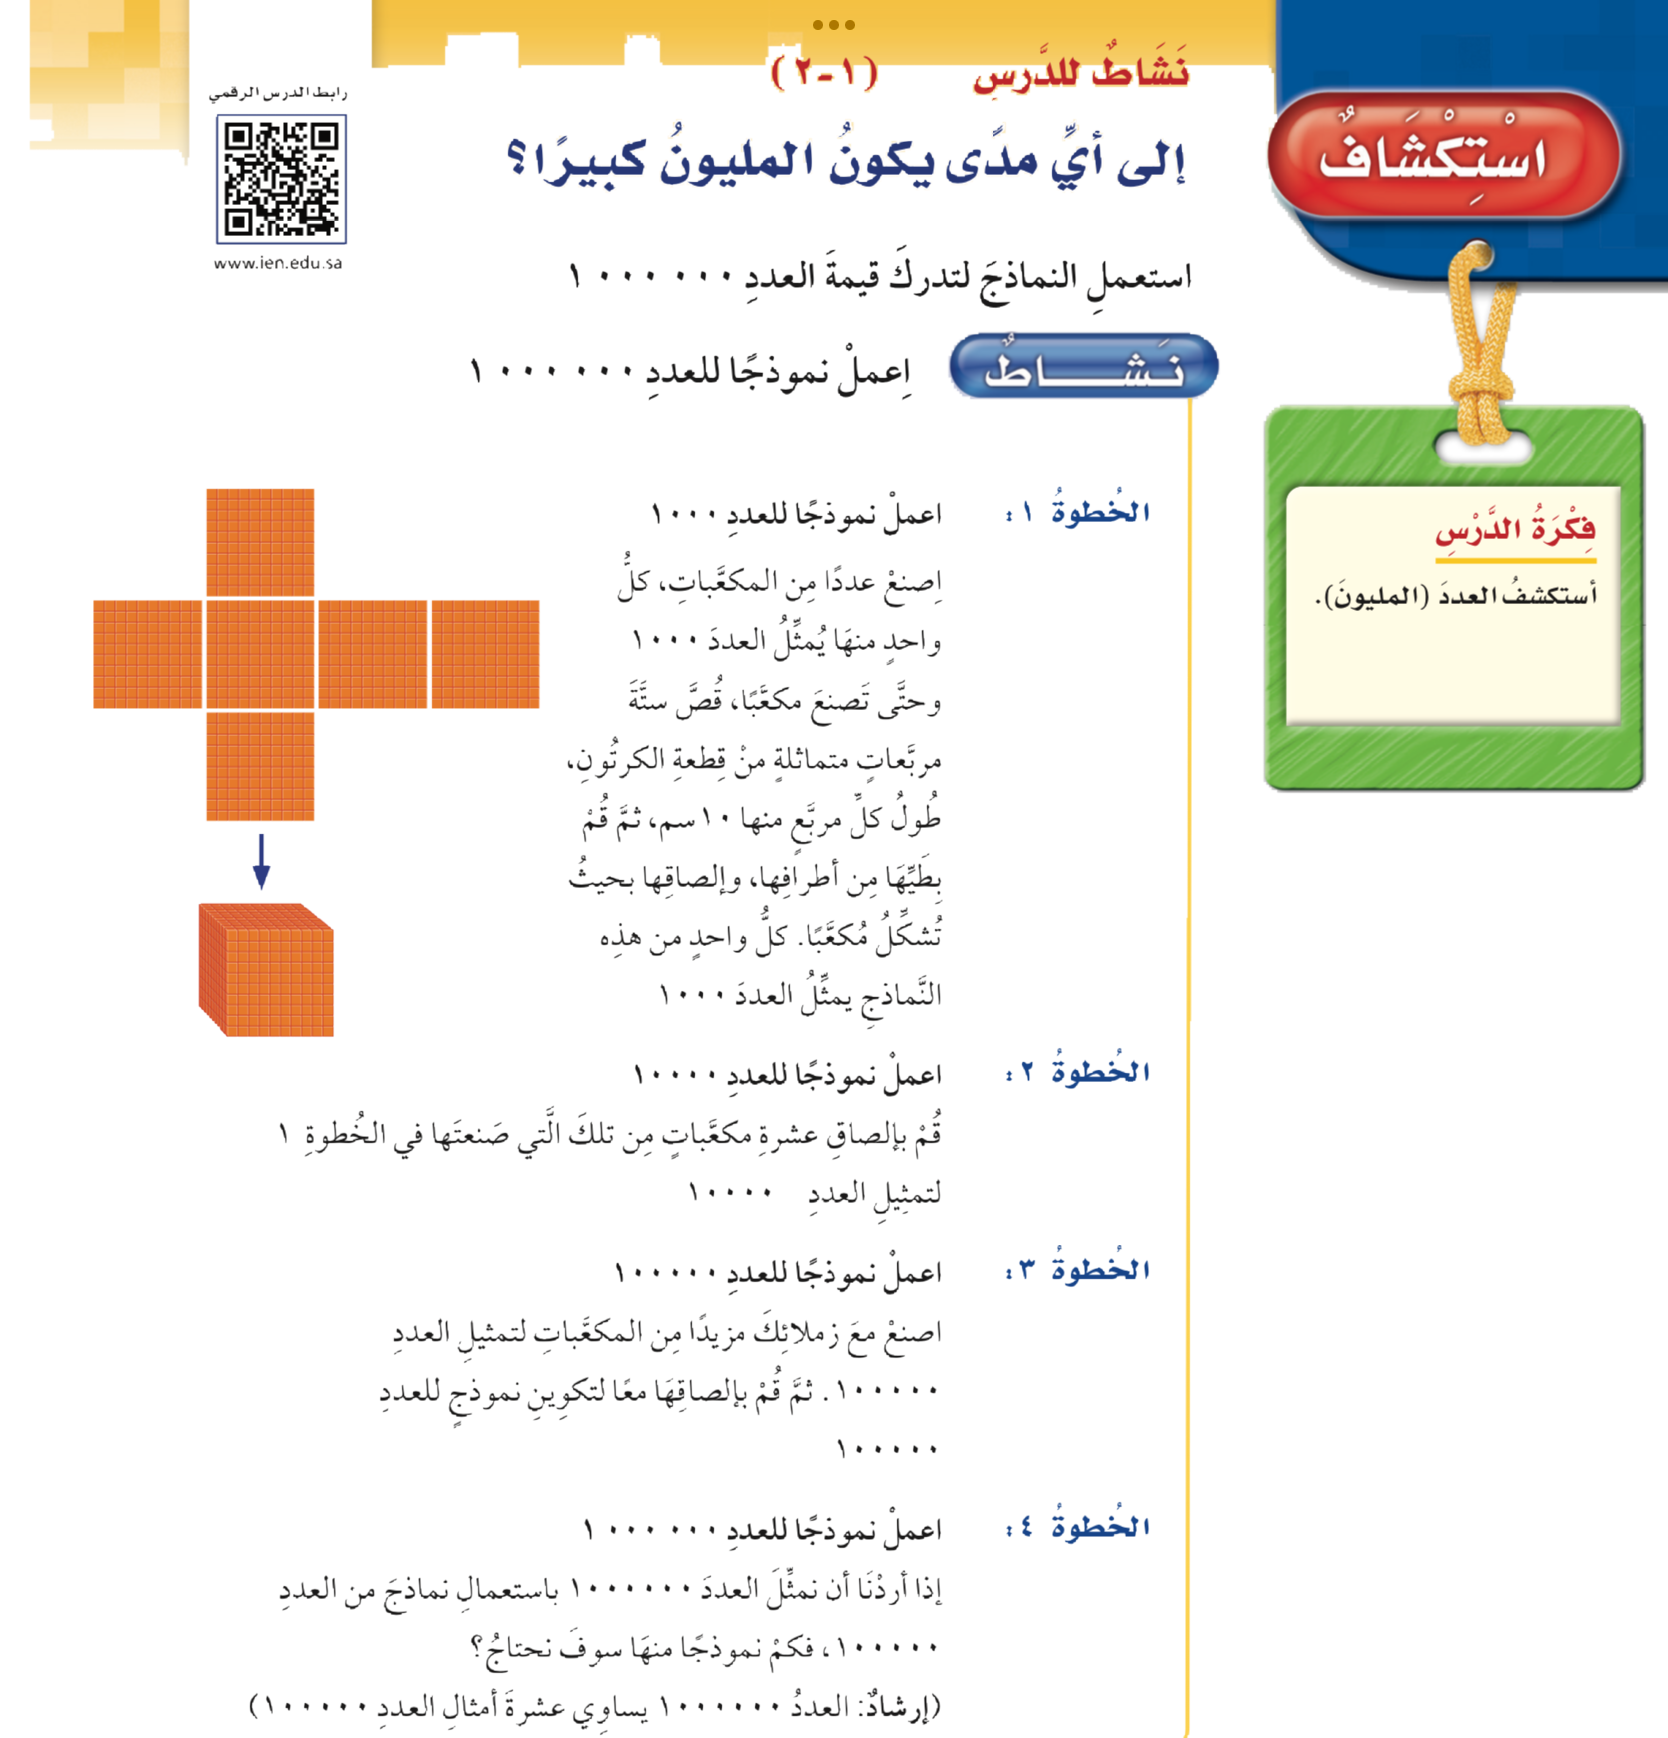 نَشَاطٌ للدَّرسِ (١-٢)
اسْتِكْشَافٌ
إلى أيِّ مدًى يكونُ المليونُ كبيرًا؟
رابط الدرس الرقمي
www.ien.edu.sa
استعملِ النماذجَ لتدركَ قيمةَ العددِ ١٠٠٠٠٠٠
نَشَاطٌ
اِعملْ نموذجًا للعددِ ١٠٠٠٠٠٠
فِكْرَةُ الدَّرْسِ
أستكشفُ العددَ (المليونَ).
الخُطوةُ ١: اعملْ نموذجًا للعددِ ١٠٠٠
اِصنعْ عددًا مِن المكعَّباتِ، كلُّ
واحدٍ منهَا يُمثِّلُ العددَ ١٠٠٠
وحتَّى تَصنعَ مكعَّبًا، قُصَّ ستَّةَ
مربَّعاتٍ متماثلةٍ منْ قِطعةِ الكرتُونِ،
طُولُ كلِّ مربَّعٍ منها ١٠سم، ثمَّ قُمْ
بِطَيِّهَا مِن أطرافِها، وإلصاقِها بحيثُ
تُشكِّلُ مُكعَّبًا. كلُّ واحدٍ من هذِه
النَّماذجِ يمثِّلُ العددَ ١٠٠٠
الخُطوةُ ٢: اعملْ نموذجًا للعددِ ١٠٠٠٠
قُمْ بإلصاقِ عشرةِ مكعَّباتٍ مِن تلكَ الَّتي صَنعتَها في الخُطوةِ ١
لتمثِيلِ العددِ ١٠٠٠٠
الخُطوةُ ٣: اعملْ نموذجًا للعددِ ١٠٠٠٠٠
اصنعْ معَ زملائِكَ مزيدًا مِن المكعَّباتِ لتمثيلِ العددِ
١٠٠٠٠٠. ثمَّ قُمْ بإلصاقِهَا معًا لتكوِينِ نموذجٍ للعددِ
١٠٠٠٠٠
الخُطوةُ ٤: اعملْ نموذجًا للعددِ ١٠٠٠٠٠٠
إذا أردْنَا أن نمثِّلَ العددَ ١٠٠٠٠٠٠ باستعمالِ نماذجَ من العددِ
١٠٠٠٠٠، فكمْ نموذجًا منهَا سوفَ نحتاجُ؟
(إرشادٌ: العددُ ١٠٠٠٠٠٠ يساوِي عشرةَ أمثالِ العددِ ١٠٠٠٠٠)